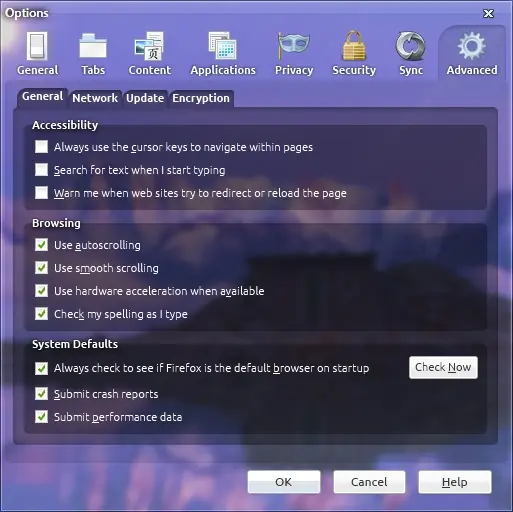 Options
General
Tabs
Content
Applications
Privacy
Security
Sync
Advanced
General
Network
Update
Encryption
Accessibility
Always use the cursor keys to navigate within pages
Search for text when I start typing
Warn me when web sites try to redirect or reload the page
Browsing
Use autoscrolling
Use smooth scrolling
Use hardware acceleration when available
Check my spelling as I type
System Defaults
Always check to see if Firefox is the default browser on startup
Check Now
Submit crash reports
Submit performance data
OK
Cancel
Help